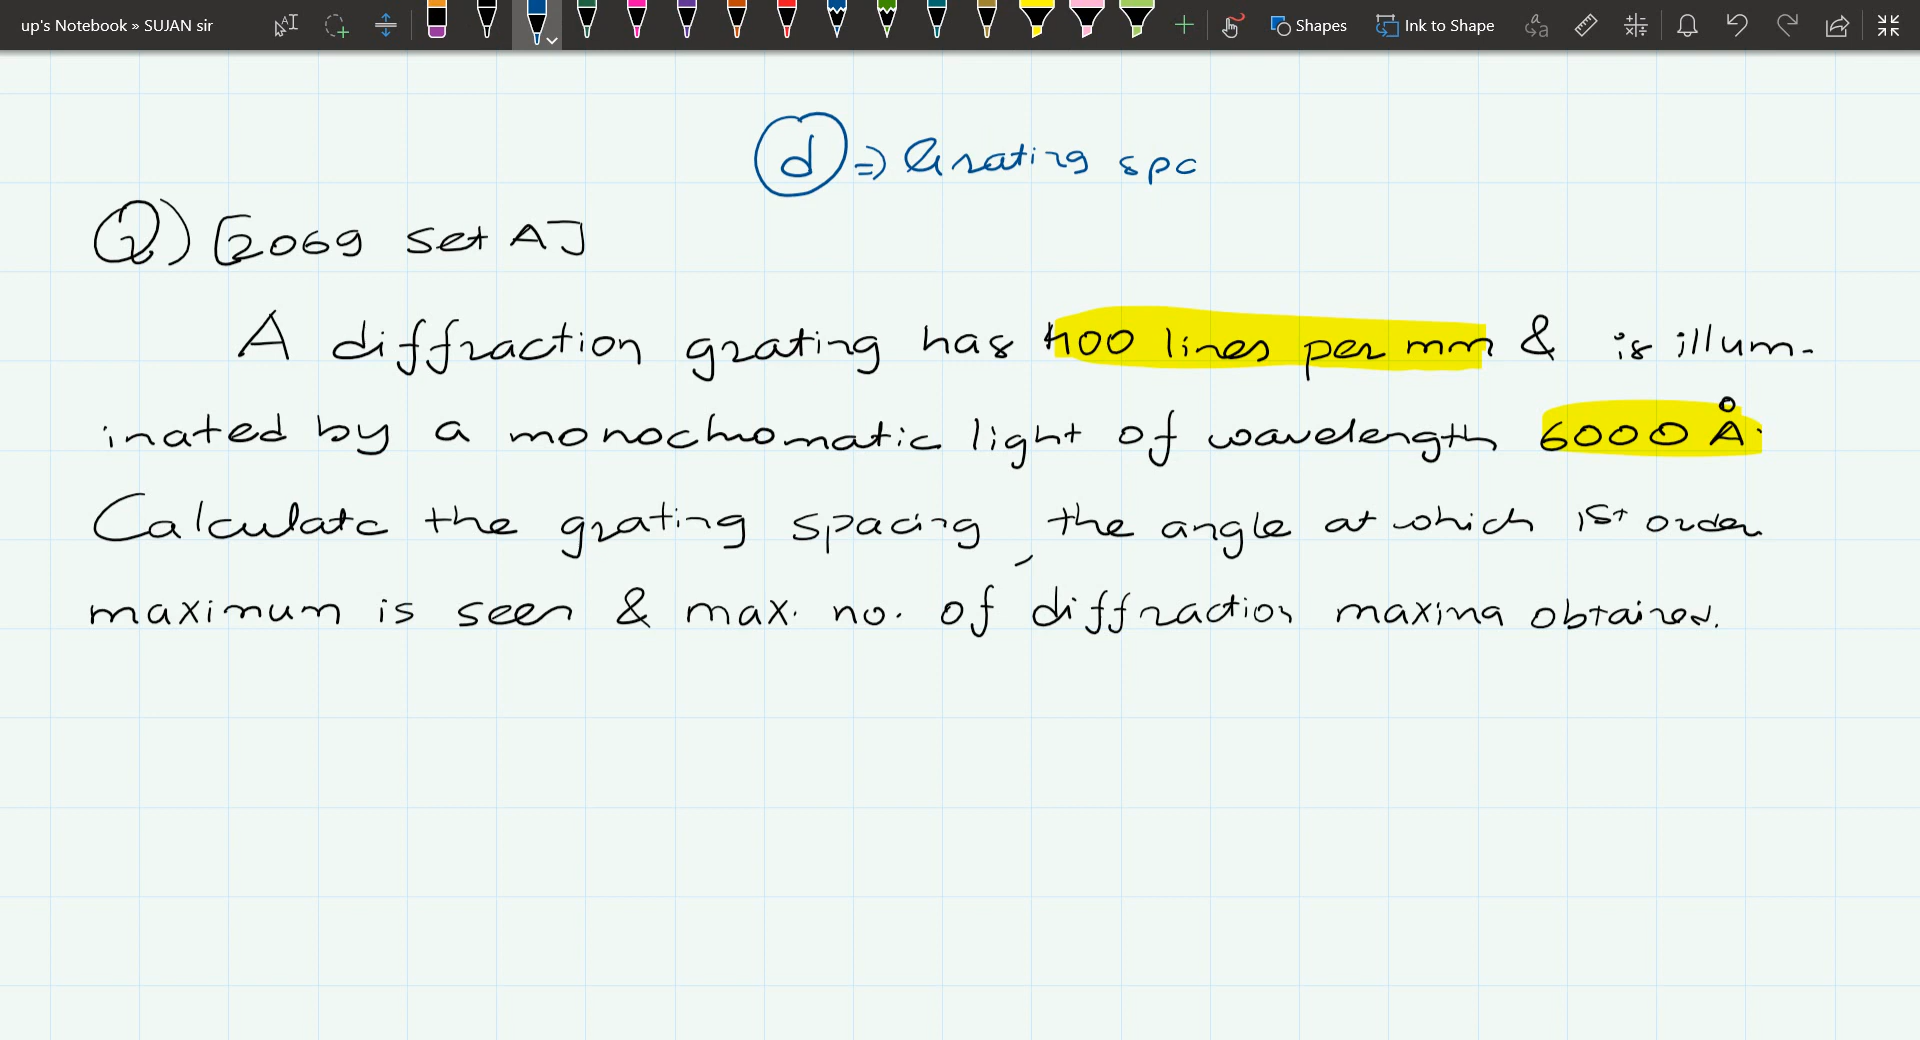 up's Notebook » SUJAN sir
Shapes
Ink to Shape
d => Grating spc
Q) [2069 set A]
A diffraction grating has 400 lines per mm & is illum-
inated by a monochromatic light of wavelength 6000 Å.
Calculate the grating spacing, the angle at which 1st order
maximum is seen & max. no. of diffraction maxima obtained.